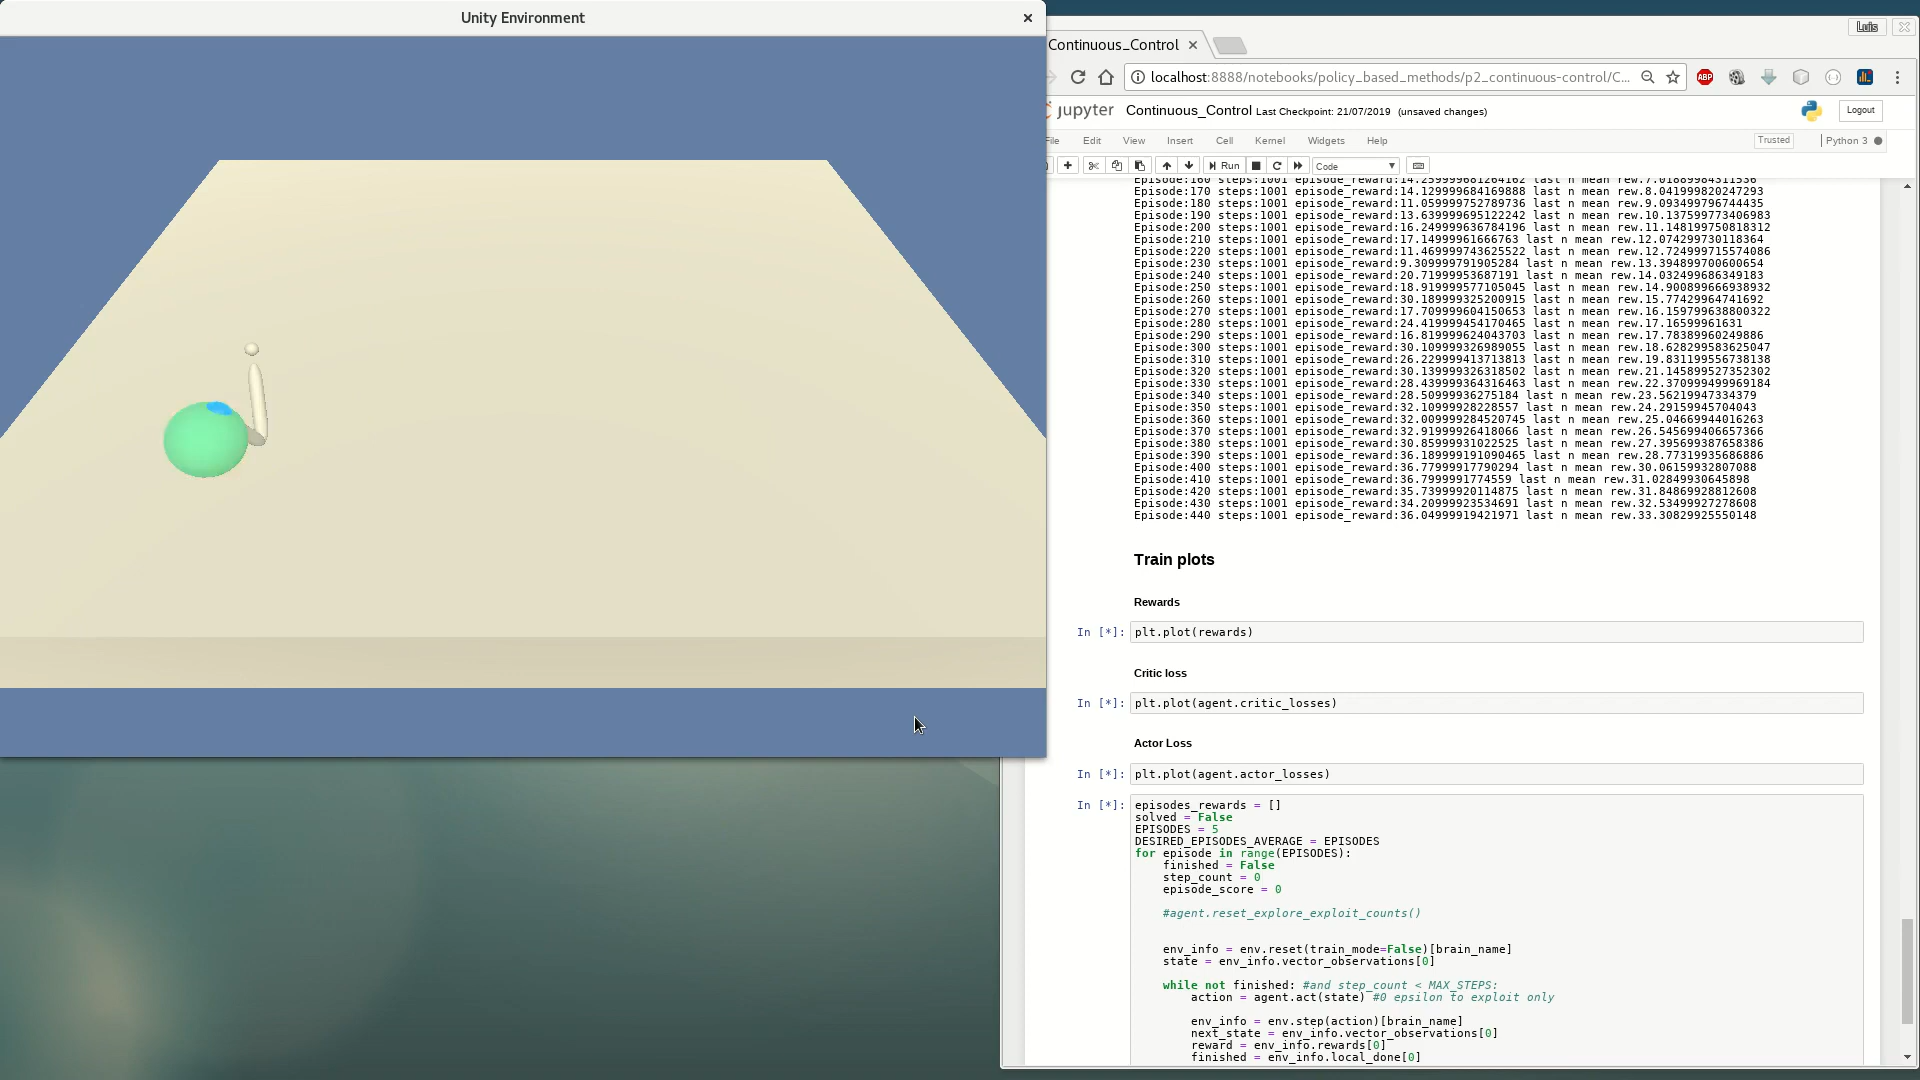 Unity Environment
Luis
Continuous_Control
localhost:8888/notebooks/policy_based_methods/p2_continuous-control/C...
ABP
jupyter Continuous_Control Last Checkpoint: 21/07/2019 (unsaved changes)
Logout
File Edit View Insert Cell Kernel Widgets Help
Trusted
Python 3
Run
Code
Episode:160 steps:1001 episode_reward:14.259999681264162 last n mean rew.7.01889984311536
Episode:170 steps:1001 episode_reward:14.129999684169888 last n mean rew.8.041999820247293
Episode:180 steps:1001 episode_reward:11.059999752789736 last n mean rew.9.093499796744435
Episode:190 steps:1001 episode_reward:13.639999695122242 last n mean rew.10.137599773406983
Episode:200 steps:1001 episode_reward:16.249999636784196 last n mean rew.11.148199750818312
Episode:210 steps:1001 episode_reward:17.14999961666763 last n mean rew.12.074299730118364
Episode:220 steps:1001 episode_reward:11.469999743625522 last n mean rew.12.724999715574086
Episode:230 steps:1001 episode_reward:9.309999791905284 last n mean rew.13.394899700600654
Episode:240 steps:1001 episode_reward:20.71999953687191 last n mean rew.14.032499686349183
Episode:250 steps:1001 episode_reward:18.919999577105045 last n mean rew.14.900899666938932
Episode:260 steps:1001 episode_reward:30.189999325200915 last n mean rew.15.77429964741692
Episode:270 steps:1001 episode_reward:17.709999604150653 last n mean rew.16.159799638800322
Episode:280 steps:1001 episode_reward:24.419999454170465 last n mean rew.17.16599961631
Episode:290 steps:1001 episode_reward:16.819999624043703 last n mean rew.17.78389960249886
Episode:300 steps:1001 episode_reward:30.109999326989055 last n mean rew.18.628299583625047
Episode:310 steps:1001 episode_reward:26.229999413713813 last n mean rew.19.831199556738138
Episode:320 steps:1001 episode_reward:30.139999326318502 last n mean rew.21.145899527352302
Episode:330 steps:1001 episode_reward:28.439999364316463 last n mean rew.22.370999499969184
Episode:340 steps:1001 episode_reward:28.50999936275184 last n mean rew.23.56219947334379
Episode:350 steps:1001 episode_reward:32.10999928228557 last n mean rew.24.29159945704043
Episode:360 steps:1001 episode_reward:32.009999284520745 last n mean rew.25.04669944016263
Episode:370 steps:1001 episode_reward:32.919999264180​66 last n mean rew.26.545699406657366
Episode:380 steps:1001 episode_reward:30.85999931022525 last n mean rew.27.395699387658386
Episode:390 steps:1001 episode_reward:36.189999191090465 last n mean rew.28.77319935686886
Episode:400 steps:1001 episode_reward:36.77999917790294 last n mean rew.30.06159932807088
Episode:410 steps:1001 episode_reward:36.7999991774559 last n mean rew.31.02849930645898
Episode:420 steps:1001 episode_reward:35.73999920114875 last n mean rew.31.84869928812608
Episode:430 steps:1001 episode_reward:34.20999923534691 last n mean rew.32.53499927278608
Episode:440 steps:1001 episode_reward:36.04999919421971 last n mean rew.33.30829925550148
Train plots
Rewards
In [*]: plt.plot(rewards)
Critic loss
In [*]: plt.plot(agent.critic_losses)
Actor Loss
In [*]: plt.plot(agent.actor_losses)
In [*]: episodes_rewards = []
solved = False
EPISODES = 5
DESIRED_EPISODES_AVERAGE = EPISODES
for episode in range(EPISODES):
finished = False
step_count = 0
episode_score = 0
#agent.reset_explore_exploit_counts()
env_info = env.reset(train_mode=False)[brain_name]
state = env_info.vector_observations[0]
while not finished: #and step_count < MAX_STEPS:
action = agent.act(state) #0 epsilon to exploit only
env_info = env.step(action)[brain_name]
next_state = env_info.vector_observations[0]
reward = env_info.rewards[0]
finished = env_info.local_done[0]